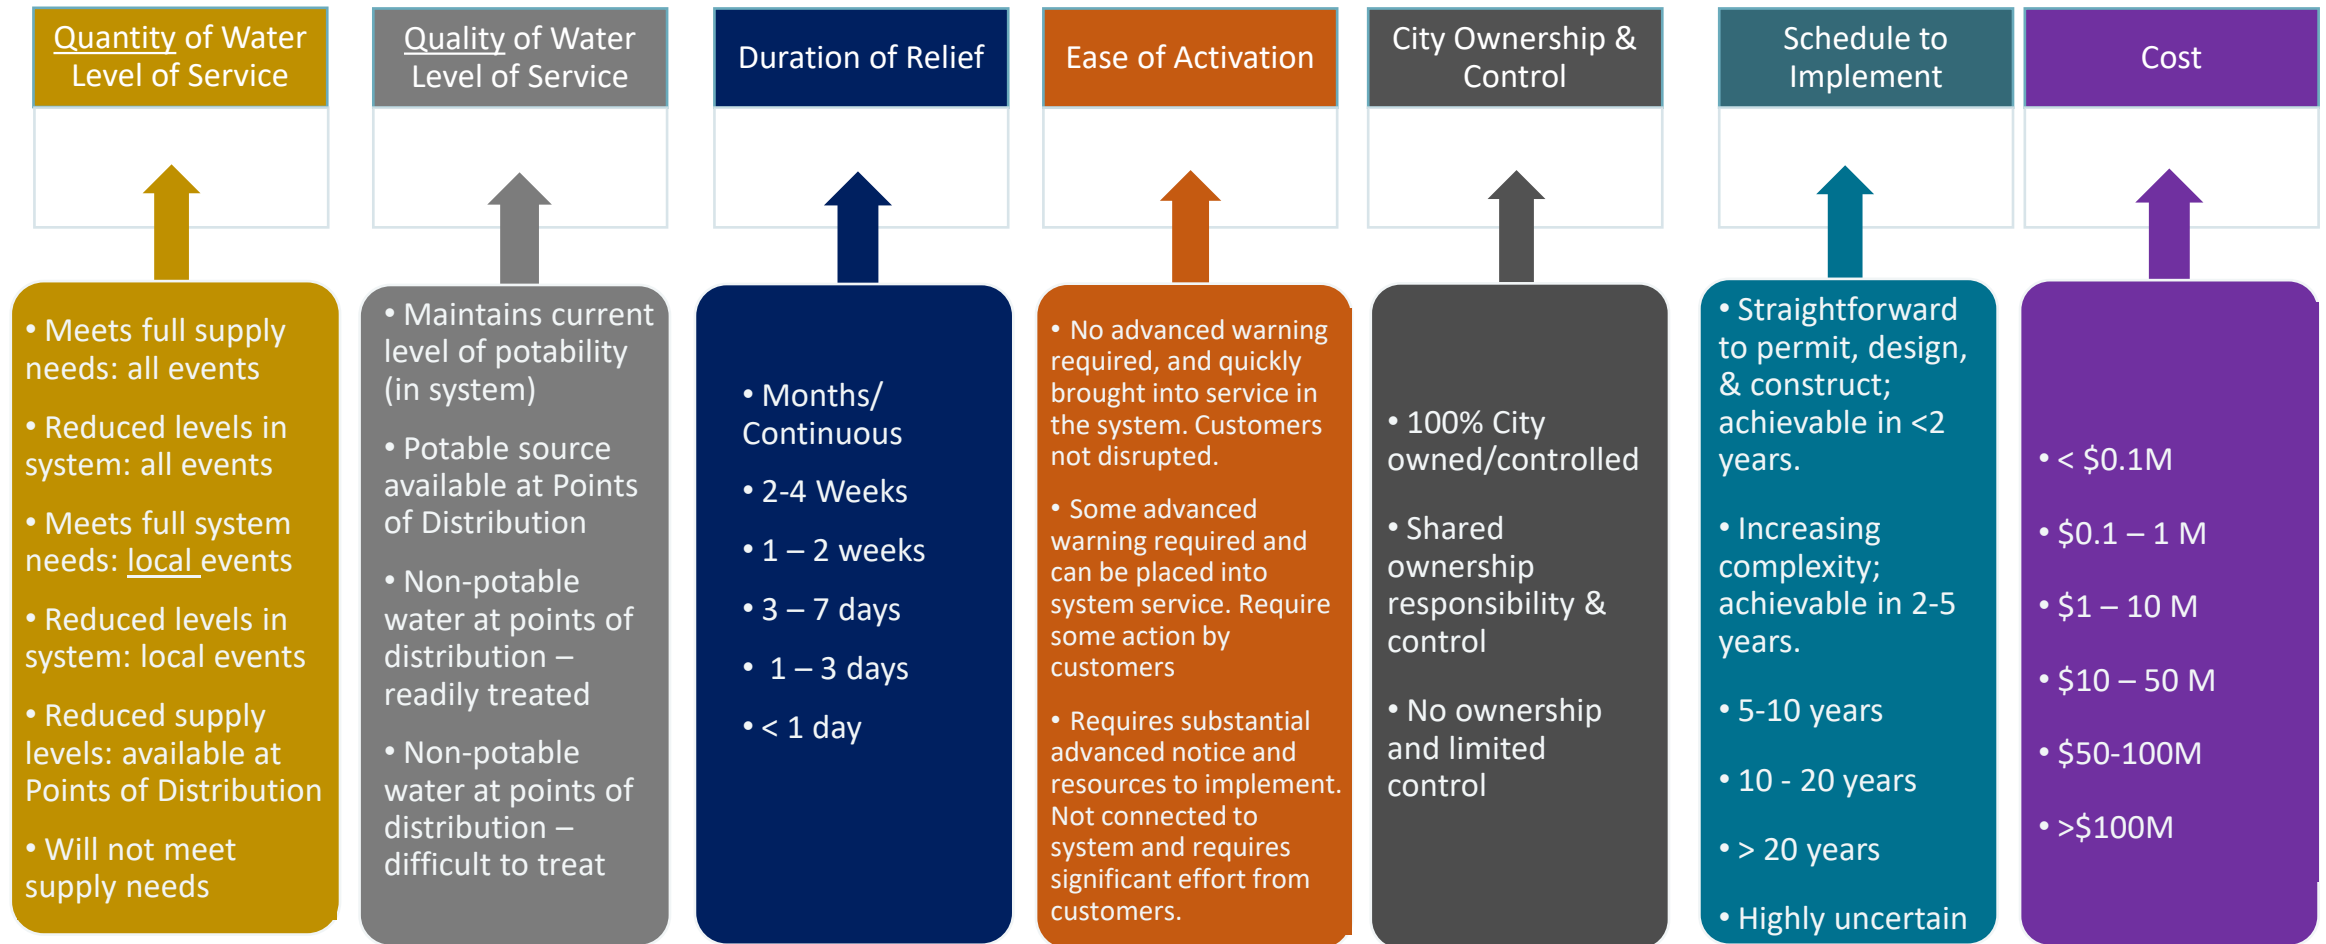 Quantity of Water
Level of Service
Quality of Water
Level of Service
Duration of Relief
Ease of Activation
City Ownership &
Control
Schedule to
Implement
Cost
• Meets full supply
needs: all events
• Reduced levels in
system: all events
• Meets full system
needs: local events
• Reduced levels in
system: local events
• Reduced supply
levels: available at
Points of Distribution
• Will not meet
supply needs
• Maintains current
level of potability
(in system)
• Potable source
available at Points
of Distribution
• Non-potable
water at points of
distribution –
readily treated
• Non-potable
water at points of
distribution –
difficult to treat
• Months/
Continuous
• 2-4 Weeks
• 1 – 2 weeks
• 3 – 7 days
• 1 – 3 days
• < 1 day
• No advanced warning
required, and quickly
brought into service in
the system. Customers
not disrupted.
• Some advanced
warning required and
can be placed into
system service. Require
some action by
customers
• Requires substantial
advanced notice and
resources to implement.
Not connected to
system and requires
significant effort from
customers.
• 100% City
owned/controlled
• Shared
ownership
responsibility &
control
• No ownership
and limited
control
• Straightforward
to permit, design,
& construct;
achievable in <2
years.
• Increasing
complexity;
achievable in 2-5
years.
• 5-10 years
• 10 - 20 years
• > 20 years
• Highly uncertain
• < $0.1M
• $0.1 – 1 M
• $1 – 10 M
• $10 – 50 M
• $50-100M
• >$100M